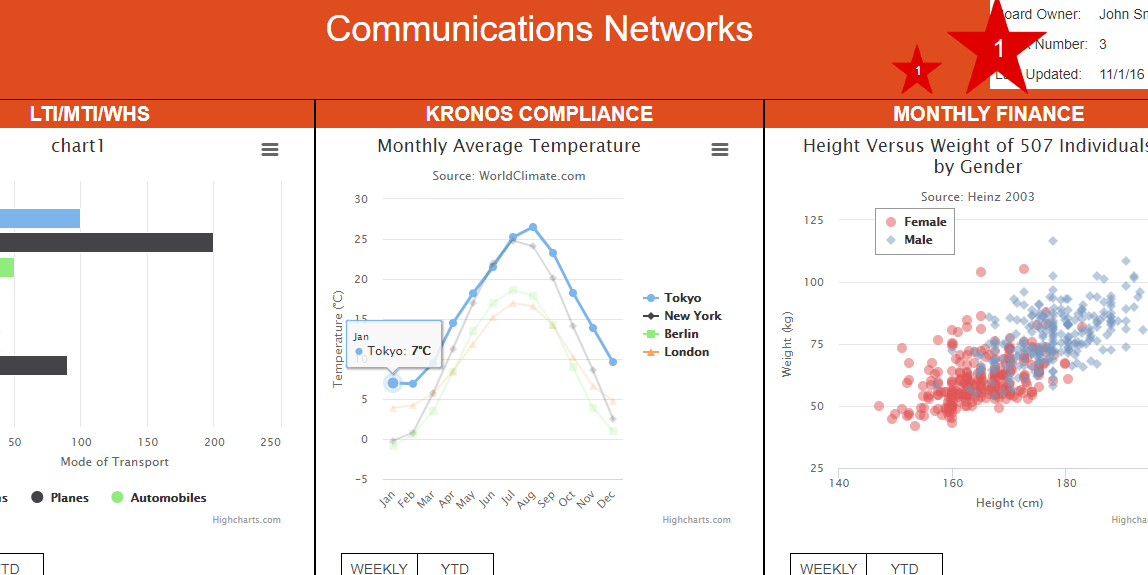 Communications Networks
oard Owner: John Sn
Number: 3
Updated: 11/1/16
1
1
LTI/MTI/WHS
chart1
50 100 150 200 250
Mode of Transport
Planes Automobiles
Highcharts.com
TD
KRONOS COMPLIANCE
Monthly Average Temperature
Source: WorldClimate.com
Temperature (°C)
30
25
20
15
10
5
0
-5
Jan
Tokyo: 7°C
Jan Feb Mar Apr May Jun Jul Aug Sep Oct Nov Dec
Tokyo
New York
Berlin
London
Highcharts.com
WEEKLY YTD
MONTHLY FINANCE
Height Versus Weight of 507 Individuals
by Gender
Source: Heinz 2003
Female
Male
Weight (kg)
125
100
75
50
25
140 160 180
Height (cm)
Highcha
WEEKLY YTD